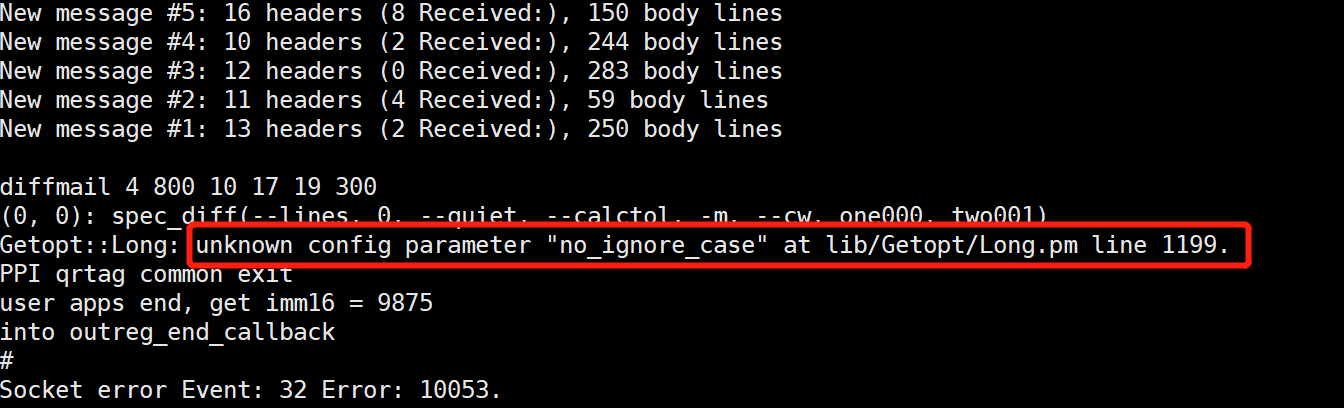 New message #5: 16 headers (8 Received:), 150 body lines
New message #4: 10 headers (2 Received:), 244 body lines
New message #3: 12 headers (0 Received:), 283 body lines
New message #2: 11 headers (4 Received:), 59 body lines
New message #1: 13 headers (2 Received:), 250 body lines
diffmail 4 800 10 17 19 300
(0, 0): spec_diff(--lines, 0, --quiet, --calctol, -m, --cw, one000, two001)
Getopt::Long: unknown config parameter "no_ignore_case" at lib/Getopt/Long.pm line 1199.
PPI qrtag common exit
user apps end, get imm16 = 9875
into outreg_end_callback
#
Socket error Event: 32 Error: 10053.